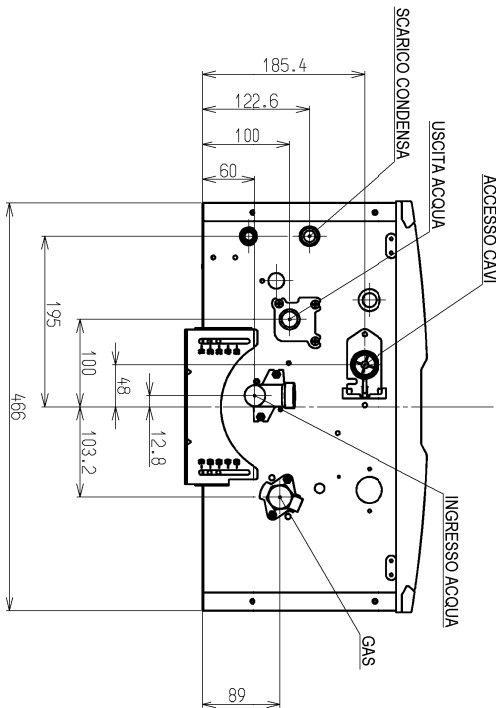 SCARICO CONDENSA
USCITA ACQUA
ACCESSO CAVI
185.4
122.6
100
60
466
195
100
48
12.8
103.2
INGRESSO ACQUA
GAS
89